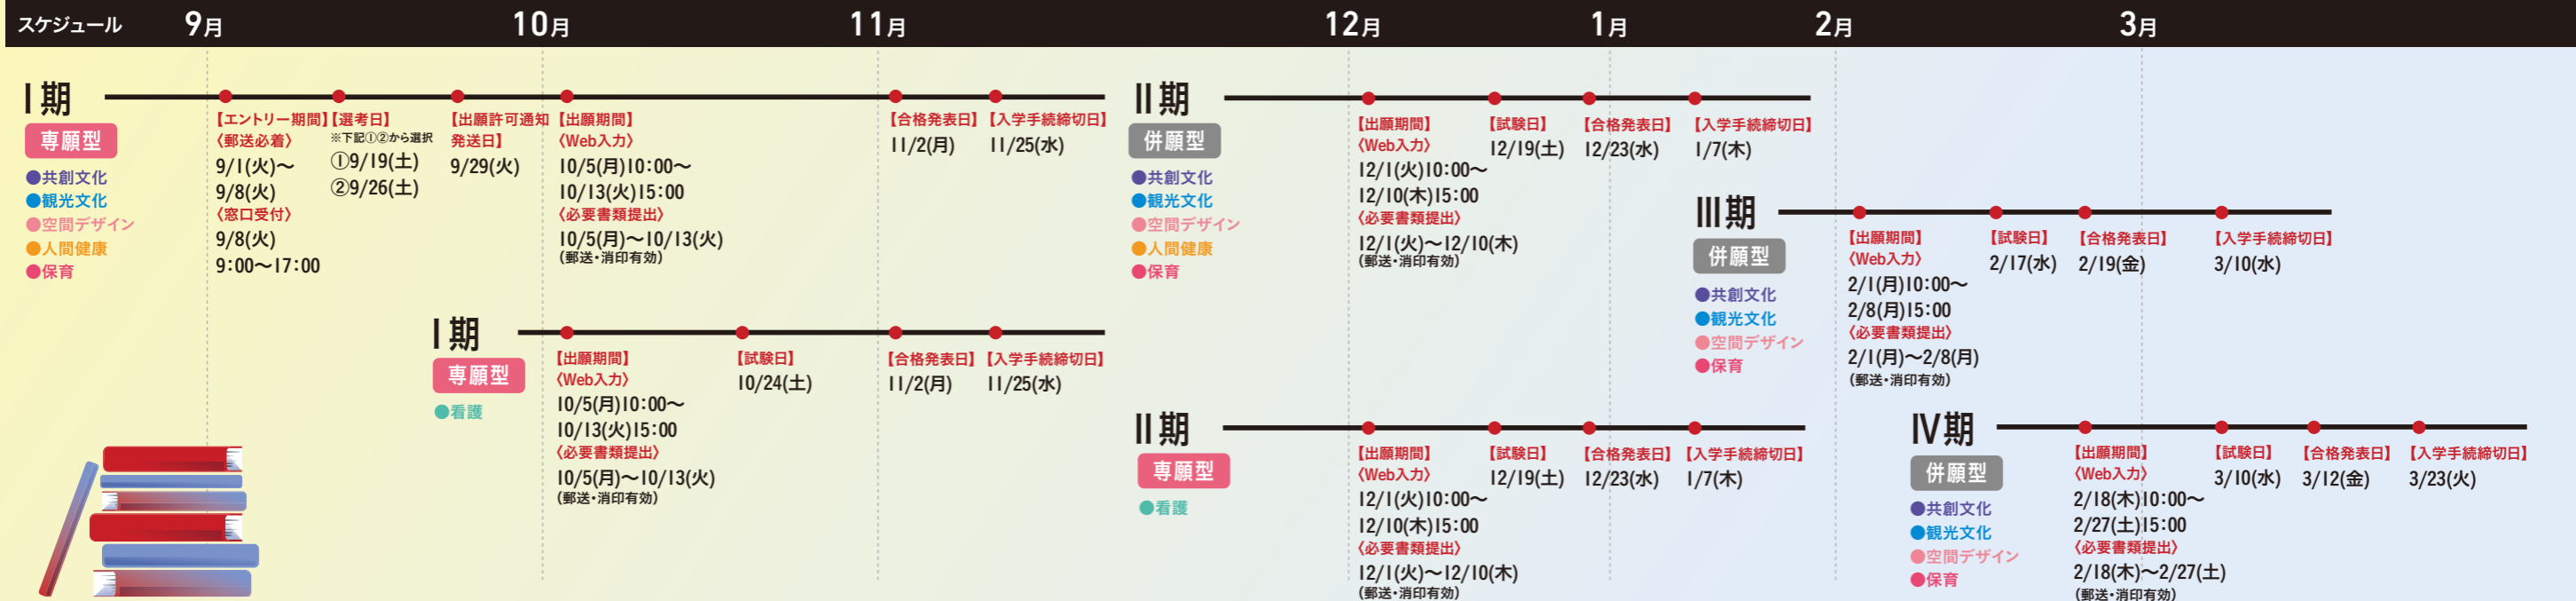 スケジュール 9月 10月 11月 12月 1月 2月 3月
I期
専願型
●共創文化
●観光文化
●空間デザイン
●人間健康
●保育
【エントリー期間】
〈郵送必着〉
9/1(火)～
9/8(火)
〈窓口受付〉
9/8(火)
9:00～17:00
【選考日】
※下記①②から選択
①9/19(土)
②9/26(土)
【出願許可通知
発送日】
9/29(火)
【出願期間】
〈Web入力〉
10/5(月)10:00～
10/13(火)15:00
〈必要書類提出〉
10/5(月)～10/13(火)
(郵送・消印有効)
【合格発表日】
11/2(月)
【入学手続締切日】
11/25(水)
I期
専願型
●看護
【出願期間】
〈Web入力〉
10/5(月)10:00～
10/13(火)15:00
〈必要書類提出〉
10/5(月)～10/13(火)
(郵送・消印有効)
【試験日】
10/24(土)
【合格発表日】
11/2(月)
【入学手続締切日】
11/25(水)
II期
併願型
●共創文化
●観光文化
●空間デザイン
●人間健康
●保育
【出願期間】
〈Web入力〉
12/1(火)10:00～
12/10(木)15:00
〈必要書類提出〉
12/1(火)～12/10(木)
(郵送・消印有効)
【試験日】
12/19(土)
【合格発表日】
12/23(水)
【入学手続締切日】
1/7(木)
II期
専願型
●看護
【出願期間】
〈Web入力〉
12/1(火)10:00～
12/10(木)15:00
〈必要書類提出〉
12/1(火)～12/10(木)
(郵送・消印有効)
【試験日】
12/19(土)
【合格発表日】
12/23(水)
【入学手続締切日】
1/7(木)
III期
併願型
●共創文化
●観光文化
●空間デザイン
●保育
【出願期間】
〈Web入力〉
2/1(月)10:00～
2/8(月)15:00
〈必要書類提出〉
2/1(月)～2/8(月)
(郵送・消印有効)
【試験日】
2/17(水)
【合格発表日】
2/19(金)
【入学手続締切日】
3/10(水)
IV期
併願型
●共創文化
●観光文化
●空間デザイン
●保育
【出願期間】
〈Web入力〉
2/18(木)10:00～
2/27(土)15:00
〈必要書類提出〉
2/18(木)～2/27(土)
(郵送・消印有効)
【試験日】
3/10(水)
【合格発表日】
3/12(金)
【入学手続締切日】
3/23(火)